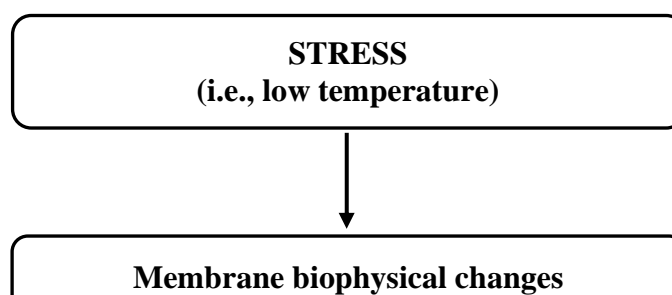 STRESS
(i.e., low temperature)
Membrane biophysical changes